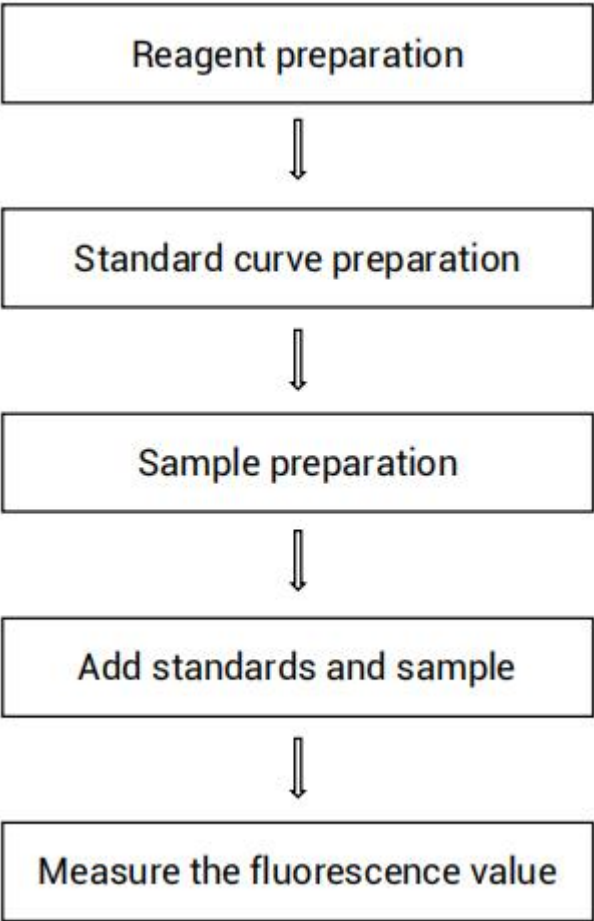 Reagent preparation
Standard curve preparation
Sample preparation
Add standards and sample
Measure the fluorescence value